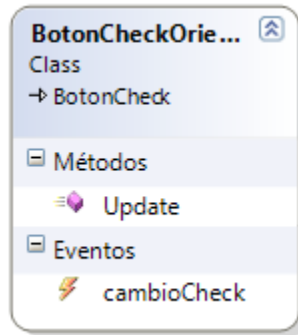 BotonCheckOrie...
Class
BotonCheck
Métodos
Update
Eventos
cambioCheck